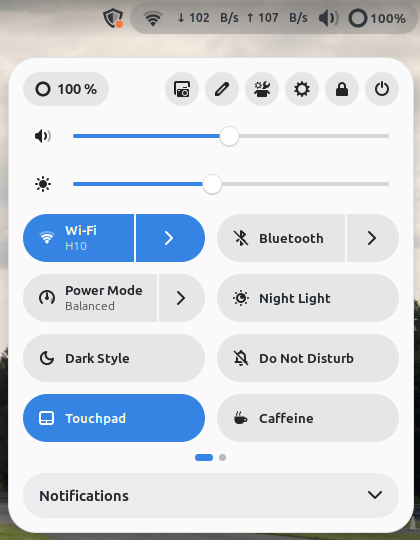 ↓ 102 B/s ↑ 107 B/s 100%
100 %
Wi-Fi
H10
Bluetooth
Power Mode
Balanced
Night Light
Dark Style
Do Not Disturb
Touchpad
Caffeine
Notifications